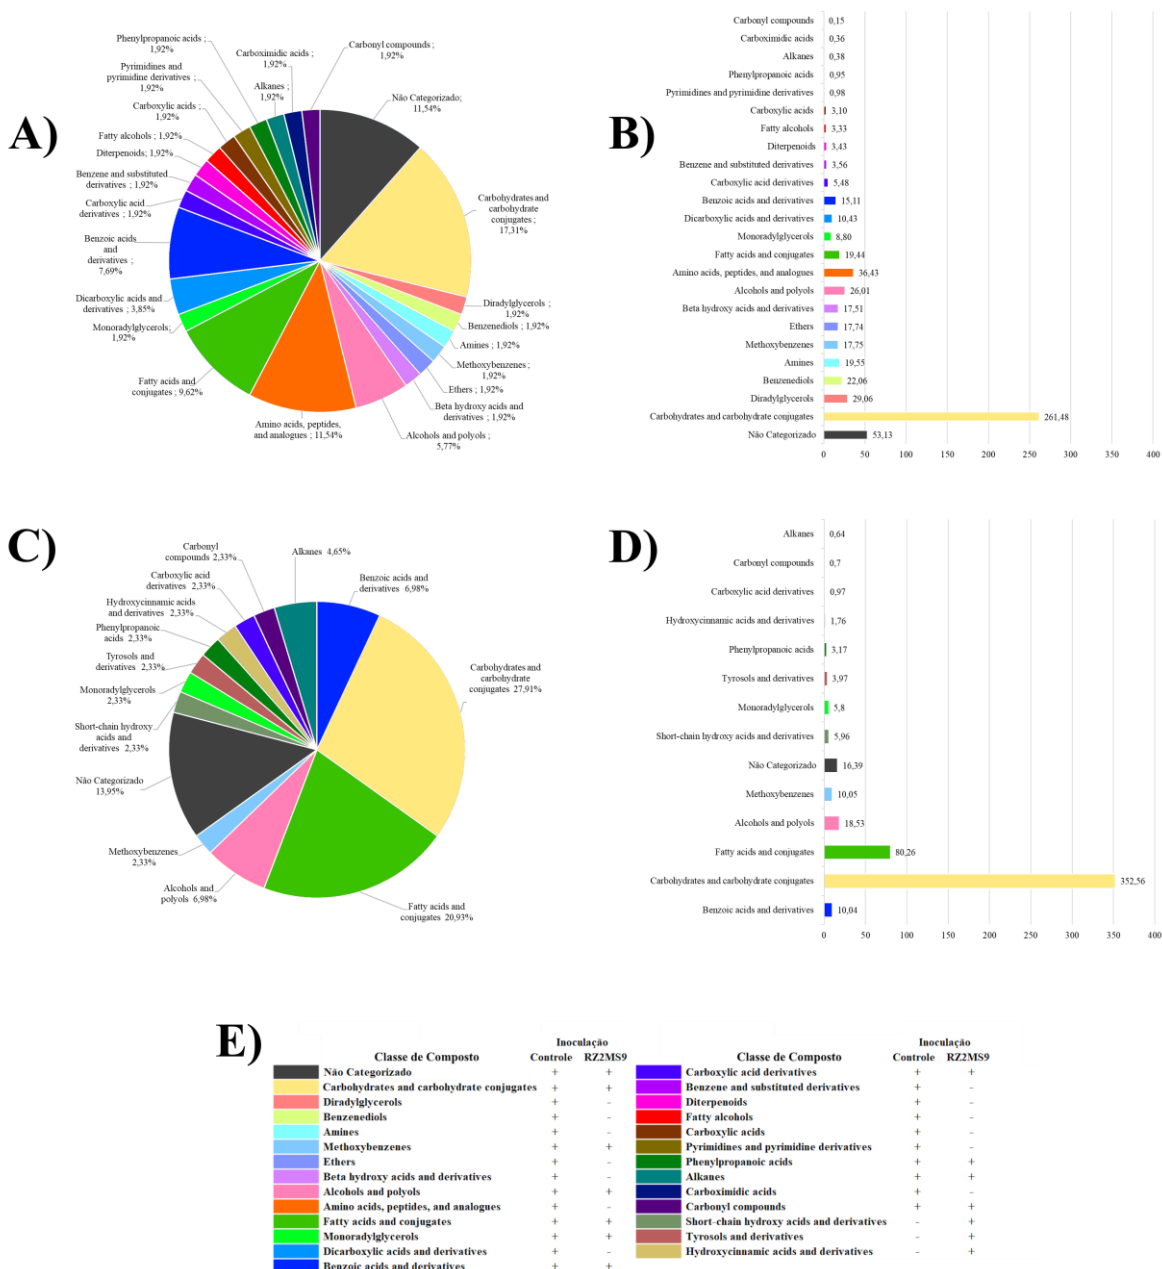 A)
Phenylpropanoic acids ;
1,92%
Pyrimidines and
pyrimidine derivatives ;
1,92%
Carboxylic acids ;
1,92%
Fatty alcohols ; 1,92%
Diterpenoids; 1,92%
Benzene and substituted
derivatives ; 1,92%
Carboxylic acid
derivatives ; 1,92%
Benzoic acids
and
derivatives ;
7,69%
Dicarboxylic acids and
derivatives ; 3,85%
Monoradylglycerols;
1,92%
Fatty acids and
conjugates ; 9,62%
Amino acids, peptides,
and analogues ; 11,54%
Alcohols and polyols ;
5,77%
Beta hydroxy acids and
derivatives ; 1,92%
Ethers ; 1,92%
Methoxybenzenes ;
1,92%
Amines ; 1,92%
Benzenediols ; 1,92%
Diradylglycerols ;
1,92%
Carbohydrates and
carbohydrate
conjugates ;
17,31%
Não Categorizado;
11,54%
Carbonyl compounds ;
1,92%
Carboximidic acids ;
1,92%
Alkanes ;
1,92%
B)
Carbonyl compounds 0,15
Carboximidic acids 0,36
Alkanes 0,38
Phenylpropanoic acids 0,95
Pyrimidines and pyrimidine derivatives 0,98
Carboxylic acids 3,10
Fatty alcohols 3,33
Diterpenoids 3,43
Benzene and substituted derivatives 3,56
Carboxylic acid derivatives 5,48
Benzoic acids and derivatives 15,11
Dicarboxylic acids and derivatives 10,43
Monoradylglycerols 8,80
Fatty acids and conjugates 19,44
Amino acids, peptides, and analogues 36,43
Alcohols and polyols 26,01
Beta hydroxy acids and derivatives 17,51
Ethers 17,74
Methoxybenzenes 17,75
Amines 19,55
Benzenediols 22,06
Diradylglycerols 29,06
Carbohydrates and carbohydrate conjugates 261,48
Não Categorizado 53,13
0 50 100 150 200 250 300 350 400
C)
Carbonyl
compounds 2,33%
Carboxylic acid
derivatives 2,33%
Hydroxycinnamic acids
and derivatives 2,33%
Phenylpropanoic
acids 2,33%
Tyrosols and
derivatives 2,33%
Monoradylglycerols
2,33%
Short-chain hydroxy
acids and
derivatives 2,33%
Não Categorizado
13,95%
Methoxybenzenes
2,33%
Alcohols and
polyols 6,98%
Fatty acids and
conjugates 20,93%
Carbohydrates and
carbohydrate
conjugates 27,91%
Benzoic acids and
derivatives 6,98%
Alkanes 4,65%
D)
Alkanes 0,64
Carbonyl compounds 0,7
Carboxylic acid derivatives 0,97
Hydroxycinnamic acids and derivatives 1,76
Phenylpropanoic acids 3,17
Tyrosols and derivatives 3,97
Monoradylglycerols 5,8
Short-chain hydroxy acids and derivatives 5,96
Não Categorizado 16,39
Methoxybenzenes 10,05
Alcohols and polyols 18,53
Fatty acids and conjugates 80,26
Carbohydrates and carbohydrate conjugates 352,56
Benzoic acids and derivatives 10,04
0 50 100 150 200 250 300 350 400
E)
Inoculação Inoculação
Classe de Composto Controle RZ2MS9 Classe de Composto Controle RZ2MS9
Não Categorizado + + Carboxylic acid derivatives + +
Carbohydrates and carbohydrate conjugates + + Benzene and substituted derivatives + -
Diradylglycerols + - Diterpenoids + -
Benzenediols + - Fatty alcohols + -
Amines + - Carboxylic acids + -
Methoxybenzenes + + Pyrimidines and pyrimidine derivatives + -
Ethers + - Phenylpropanoic acids + +
Beta hydroxy acids and derivatives + - Alkanes + +
Alcohols and polyols + + Carboximidic acids + -
Amino acids, peptides, and analogues + - Carbonyl compounds + +
Fatty acids and conjugates + + Short-chain hydroxy acids and derivatives - +
Monoradylglycerols + + Tyrosols and derivatives - +
Dicarboxylic acids and derivatives + - Hydroxycinnamic acids and derivatives - +
Benzoic acids and derivatives + +